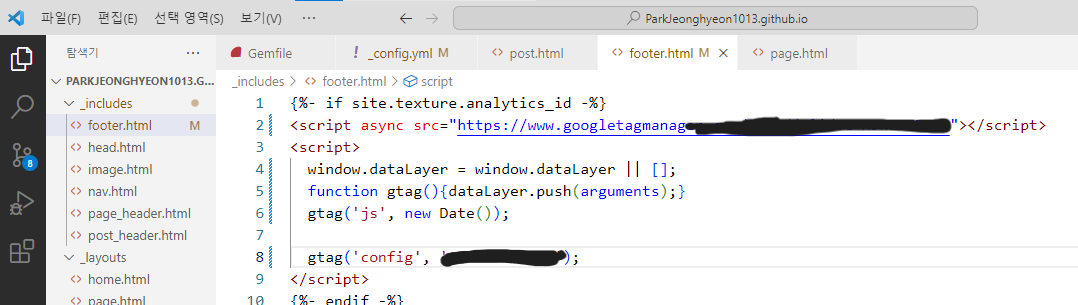 파일(F) 편집(E) 선택 영역(S) 보기(V) ··· ParkJeonghyeon1013.github.io
탐색기 ··· Gemfile ! _config.yml M <> post.html <> footer.html M <> page.html
PARKJEONGHYEON1013.G... _includes > <> footer.html > script
_includes
<> footer.html M
<> head.html
<> image.html
<> nav.html
<> page_header.html
<> post_header.html
_layouts
<> home.html
<> page.html
8
1 {%- if site.texture.analytics_id -%}
2 <script async src="https://www.googletagmanag "></script>
3 <script>
4 window.dataLayer = window.dataLayer || [];
5 function gtag(){dataLayer.push(arguments);}
6 gtag('js', new Date());
7
8 gtag('config', ' );
9 </script>
10 {%- endif -%}